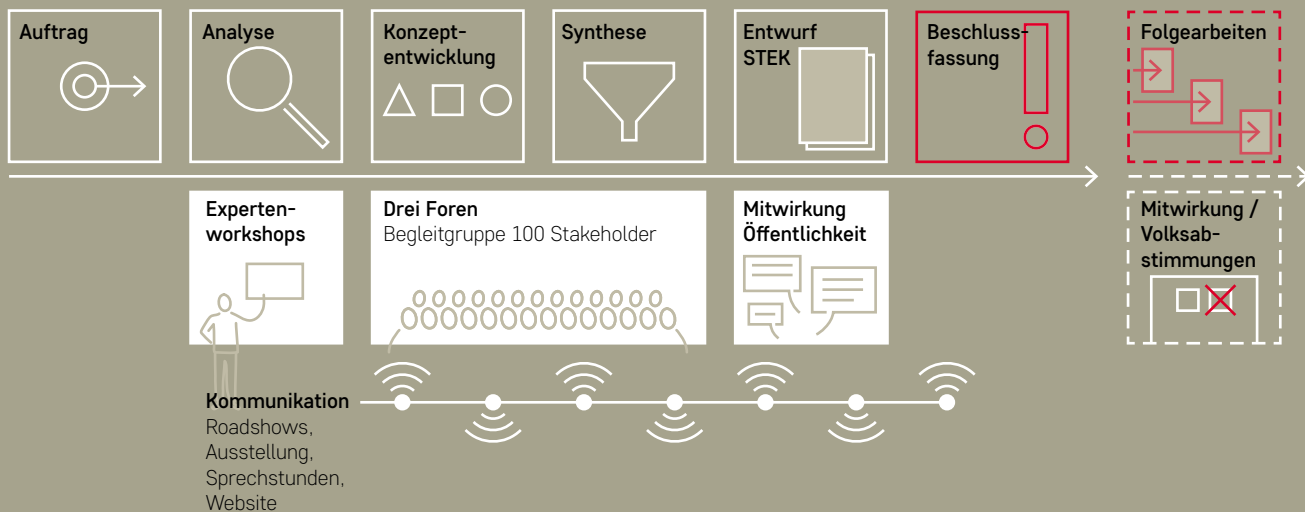 Auftrag
Analyse
Konzept-
entwicklung
Synthese
Entwurf
STEK
Beschluss-
fassung
Folgearbeiten
Experten-
workshops
Drei Foren
Begleitgruppe 100 Stakeholder
Mitwirkung
Öffentlichkeit
Mitwirkung /
Volksab-
stimmungen
Kommunikation
Roadshows,
Ausstellung,
Sprechstunden,
Website